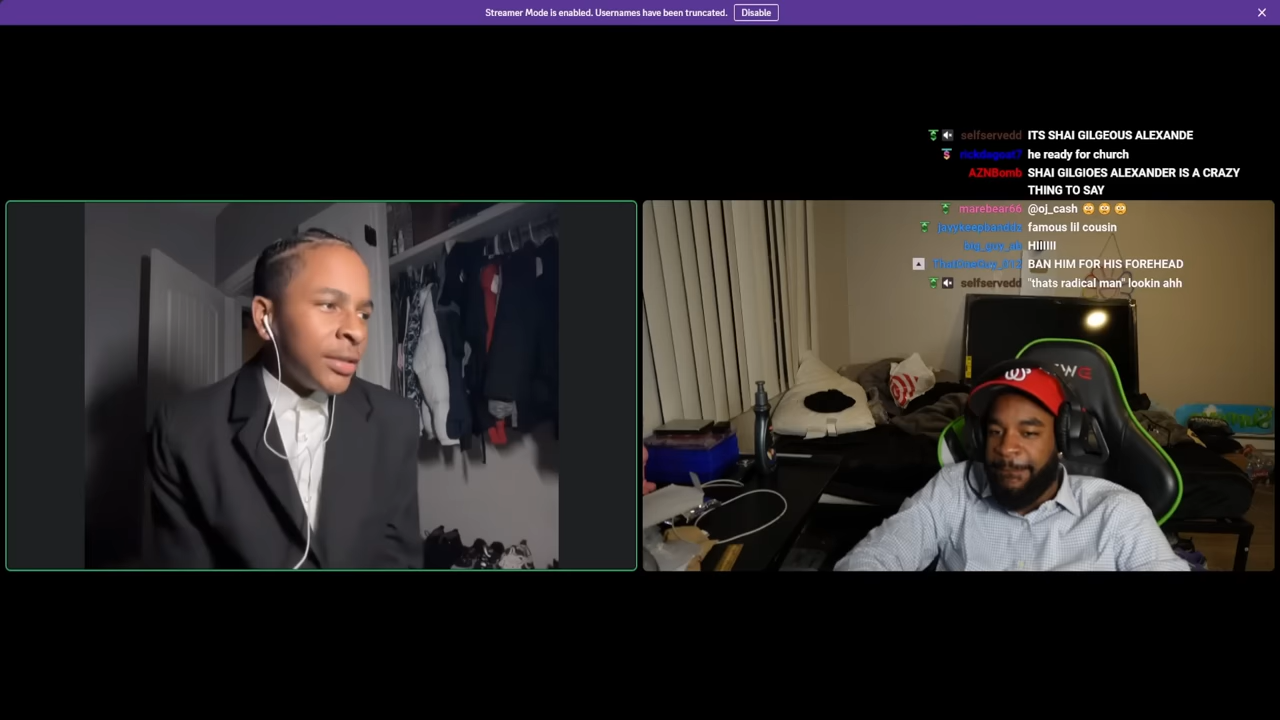 Streamer Mode is enabled. Usernames have been truncated. Disable
selfservedd ITS SHAI GILGEOUS ALEXANDE
he ready for church
AZNBomb SHAI GILGIOES ALEXANDER IS A CRAZY
THING TO SAY
marebear66 @oj_cash
famous lil cousin
HIIIIII
BAN HIM FOR HIS FOREHEAD
selfservedd "thats radical man" lookin ahh